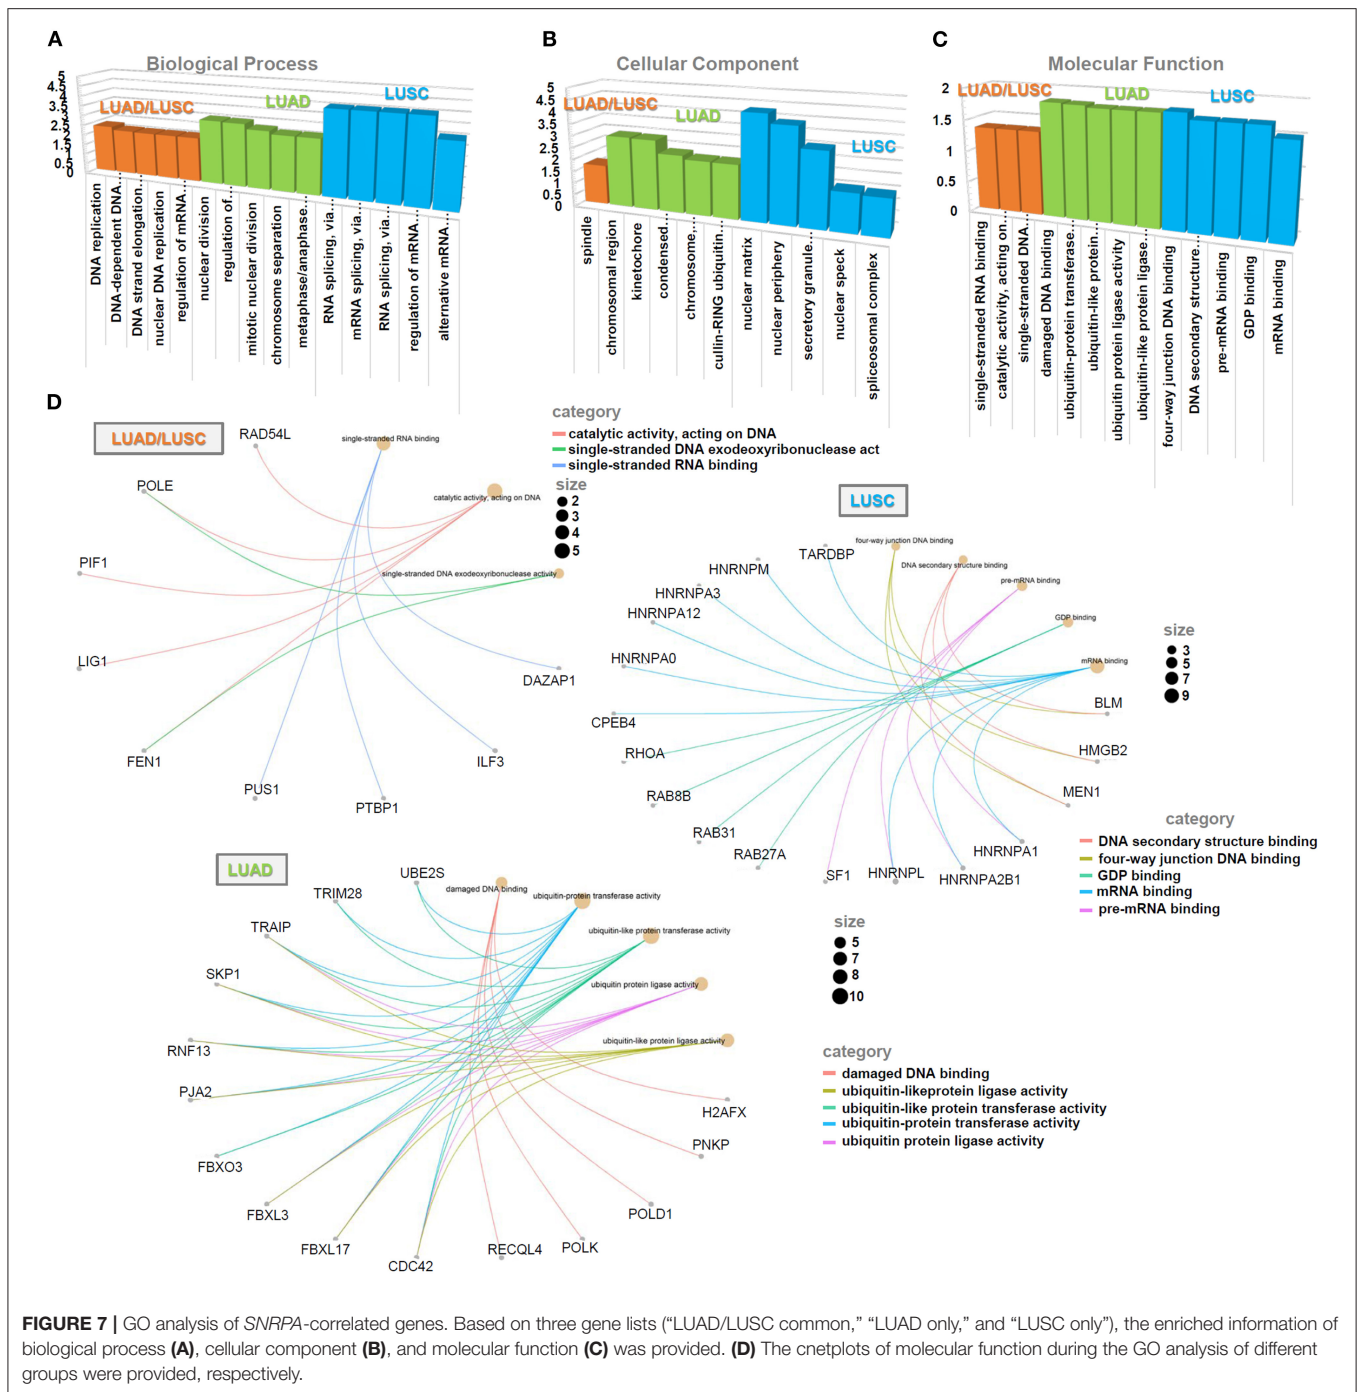 A
Biological Process
5
4.5
4
3.5
3
2.5
2
1.5
1
0.5
0
LUAD/LUSC
LUAD
LUSC
DNA replication
DNA-dependent DNA...
DNA strand elongation...
nuclear DNA replication
regulation of mRNA...
nuclear division
regulation of...
mitotic nuclear division
chromosome separation
metaphase/anaphase...
RNA splicing, via...
mRNA splicing, via...
RNA splicing, via...
regulation of mRNA...
alternative mRNA...
B
Cellular Component
5
4.5
4
3.5
3
2.5
2
1.5
1
0.5
0
LUAD/LUSC
LUAD
LUSC
spindle
chromosomal region
kinetochore
condensed...
chromosome,...
cullin-RING ubiquitin...
nuclear matrix
nuclear periphery
secretory granule...
nuclear speck
spliceosomal complex
C
Molecular Function
2
1.5
1
0.5
0
LUAD/LUSC
LUAD
LUSC
single-stranded RNA binding
catalytic activity, acting on...
single-stranded DNA...
damaged DNA binding
ubiquitin-protein transferase...
ubiquitin-like protein...
ubiquitin protein ligase activity
ubiquitin-like protein ligase...
four-way junction DNA binding
DNA secondary structure...
pre-mRNA binding
GDP binding
mRNA binding
D
LUAD/LUSC
RAD54L
single-stranded RNA binding
POLE
catalytic activity, acting on DNA
PIF1
single-stranded DNA exodeoxyribonuclease activity
LIG1
DAZAP1
FEN1
ILF3
PUS1
PTBP1
category
catalytic activity, acting on DNA
single-stranded DNA exodeoxyribonuclease act
single-stranded RNA binding
size
2
3
4
5
LUSC
TARDBP
four-way junction DNA binding
DNA secondary structure binding
HNRNPM
pre-mRNA binding
HNRNPA3
HNRNPA12
GDP binding
HNRNPA0
mRNA binding
CPEB4
BLM
RHOA
HMGB2
RAB8B
MEN1
RAB31
RAB27A
HNRNPA1
SF1
HNRNPL
HNRNPA2B1
size
3
5
7
9
category
DNA secondary structure binding
four-way junction DNA binding
GDP binding
mRNA binding
pre-mRNA binding
LUAD
UBE2S
damaged DNA binding
TRIM28
ubiquitin-protein transferase activity
TRAIP
ubiquitin-like protein transferase activity
SKP1
ubiquitin protein ligase activity
RNF13
ubiquitin-like protein ligase activity
PJA2
H2AFX
PNKP
FBXO3
FBXL3
POLD1
FBXL17
RECQL4
POLK
CDC42
size
5
7
8
10
category
damaged DNA binding
ubiquitin-likeprotein ligase activity
ubiquitin-like protein transferase activity
ubiquitin-protein transferase activity
ubiquitin protein ligase activity
FIGURE 7 | GO analysis of SNRPA-correlated genes. Based on three gene lists (“LUAD/LUSC common,” “LUAD only,” and “LUSC only”), the enriched information of
biological process (A), cellular component (B), and molecular function (C) was provided. (D) The cnetplots of molecular function during the GO analysis of different
groups were provided, respectively.